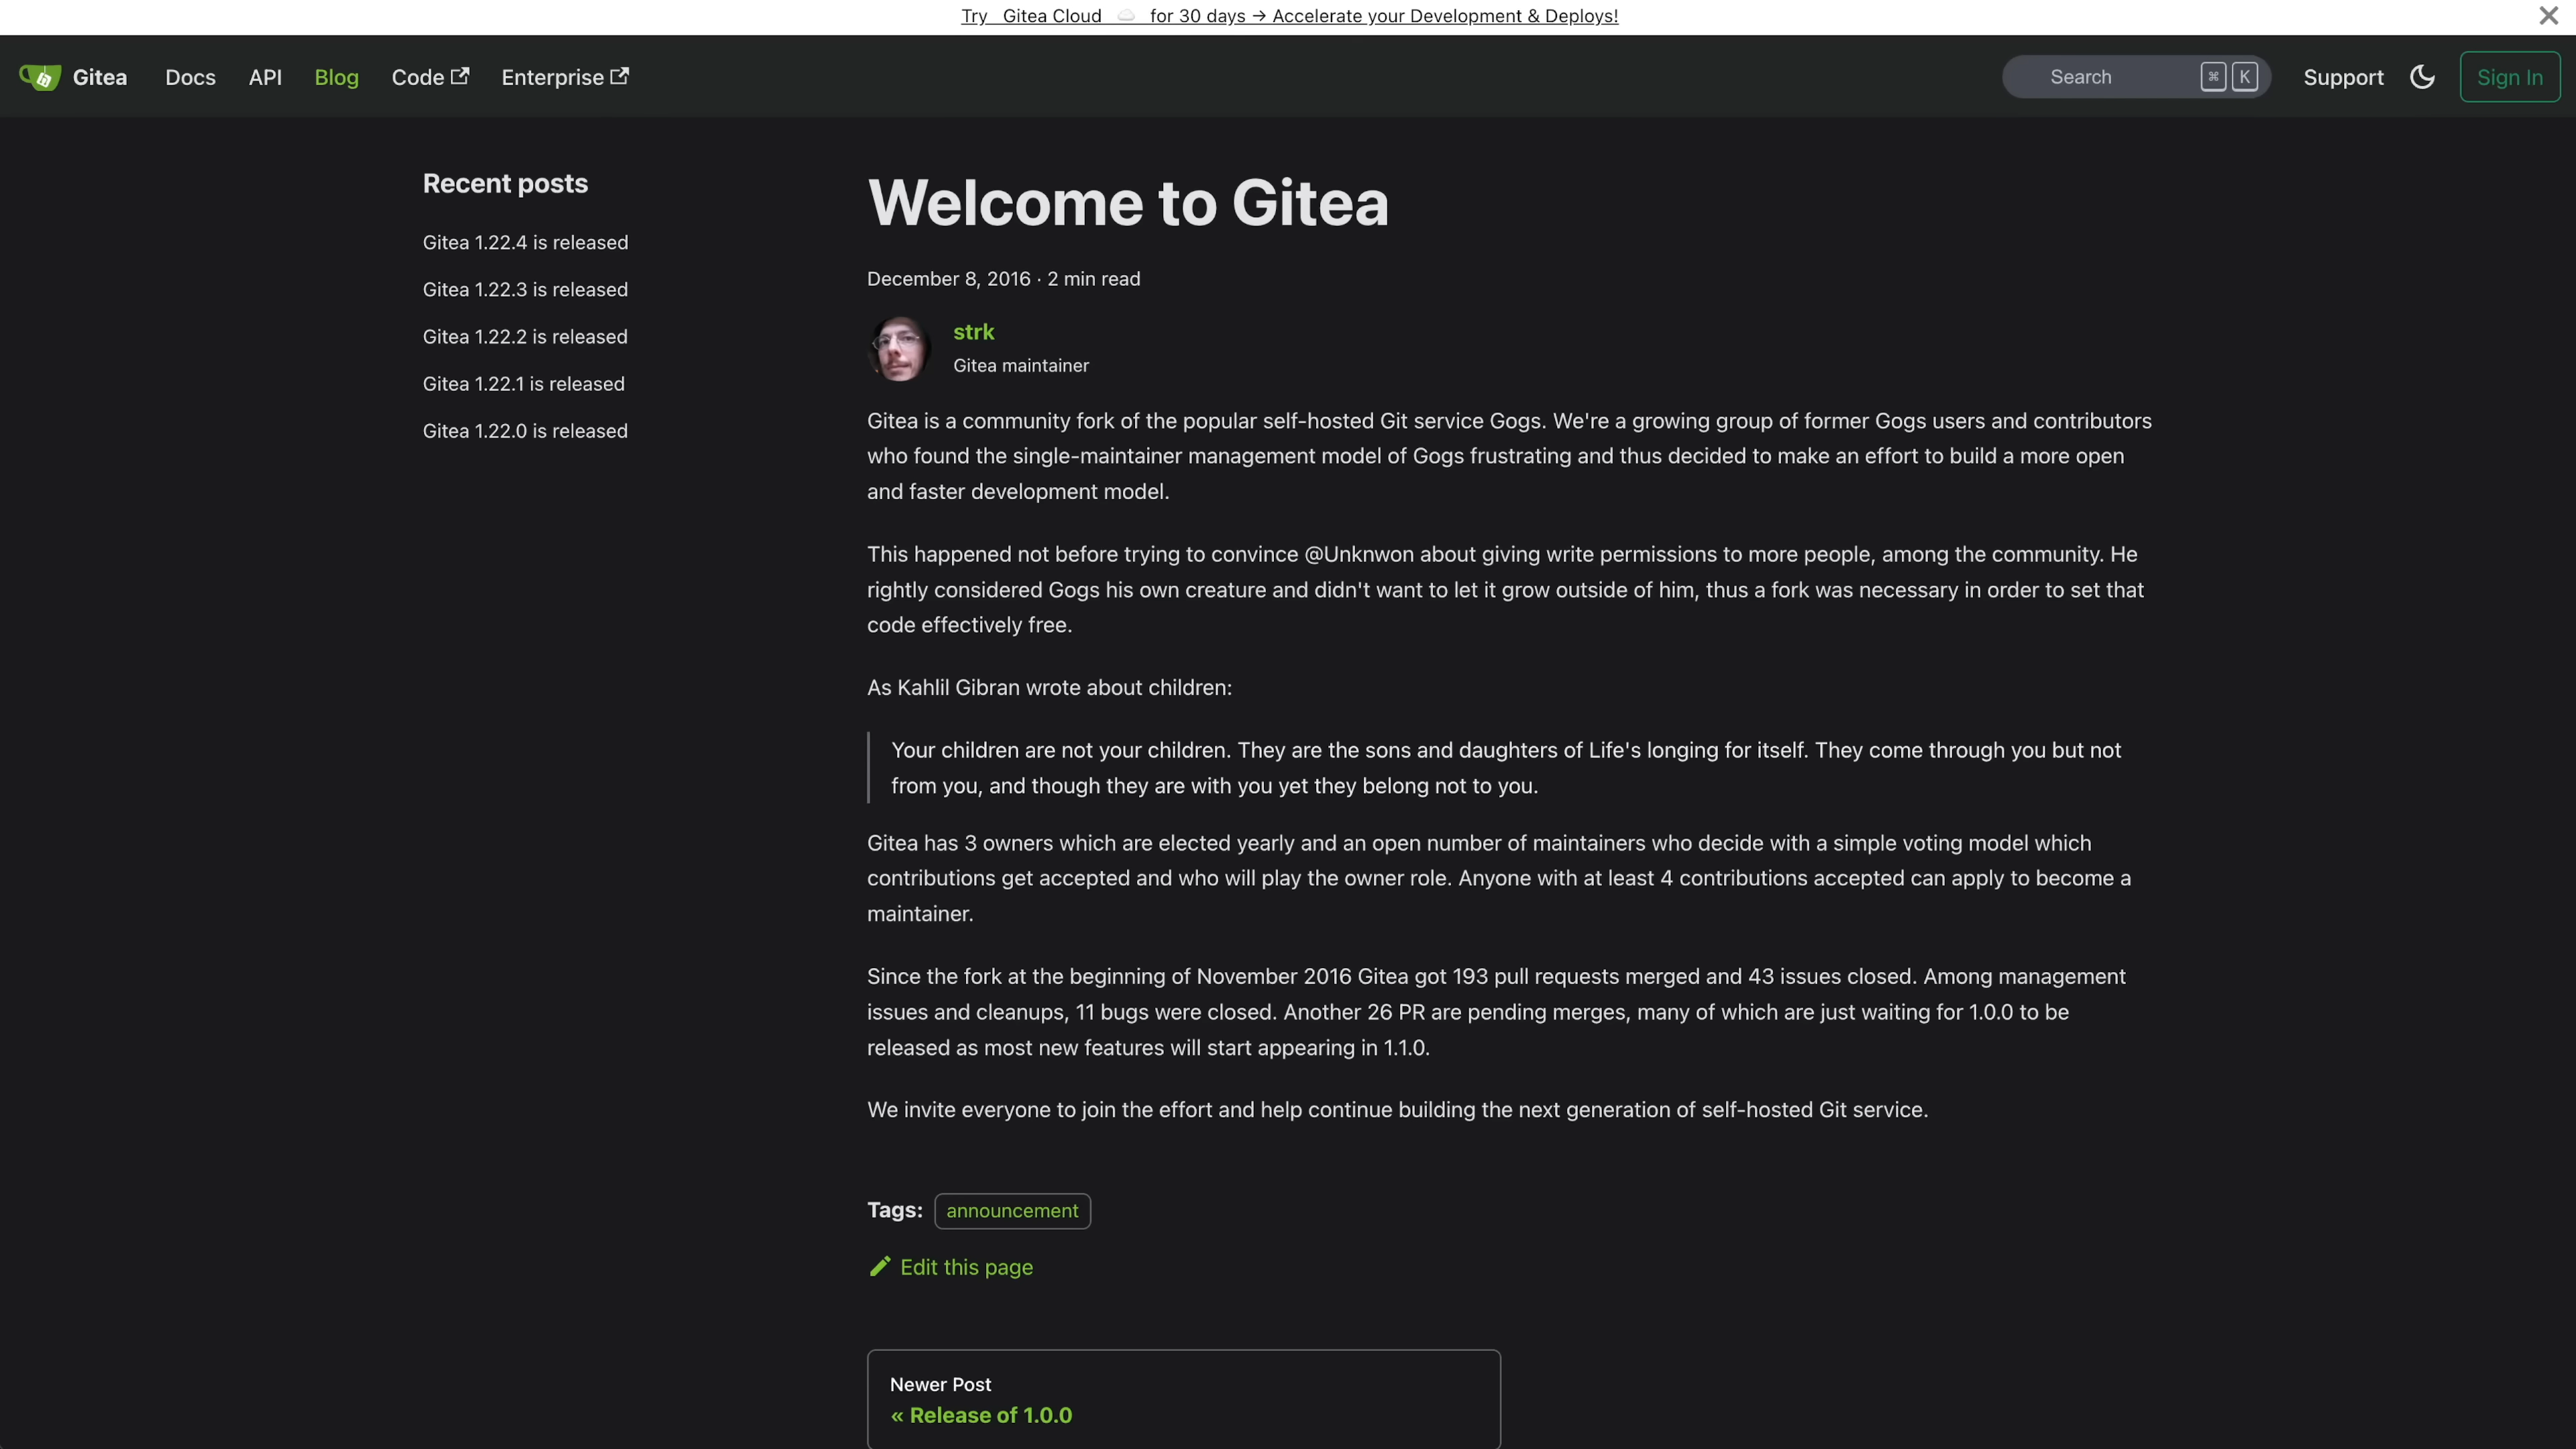 Try Gitea Cloud ☁️ for 30 days → Accelerate your Development & Deploys!
Gitea
Docs
API
Blog
Code
Enterprise
Search
⌘ K
Support
Sign In
Recent posts
Gitea 1.22.4 is released
Gitea 1.22.3 is released
Gitea 1.22.2 is released
Gitea 1.22.1 is released
Gitea 1.22.0 is released
Welcome to Gitea
December 8, 2016 · 2 min read
strk
Gitea maintainer
Gitea is a community fork of the popular self-hosted Git service Gogs. We're a growing group of former Gogs users and contributors
who found the single-maintainer management model of Gogs frustrating and thus decided to make an effort to build a more open
and faster development model.
This happened not before trying to convince @Unknwon about giving write permissions to more people, among the community. He
rightly considered Gogs his own creature and didn't want to let it grow outside of him, thus a fork was necessary in order to set that
code effectively free.
As Kahlil Gibran wrote about children:
Your children are not your children. They are the sons and daughters of Life's longing for itself. They come through you but not
from you, and though they are with you yet they belong not to you.
Gitea has 3 owners which are elected yearly and an open number of maintainers who decide with a simple voting model which
contributions get accepted and who will play the owner role. Anyone with at least 4 contributions accepted can apply to become a
maintainer.
Since the fork at the beginning of November 2016 Gitea got 193 pull requests merged and 43 issues closed. Among management
issues and cleanups, 11 bugs were closed. Another 26 PR are pending merges, many of which are just waiting for 1.0.0 to be
released as most new features will start appearing in 1.1.0.
We invite everyone to join the effort and help continue building the next generation of self-hosted Git service.
Tags: announcement
Edit this page
Newer Post
« Release of 1.0.0